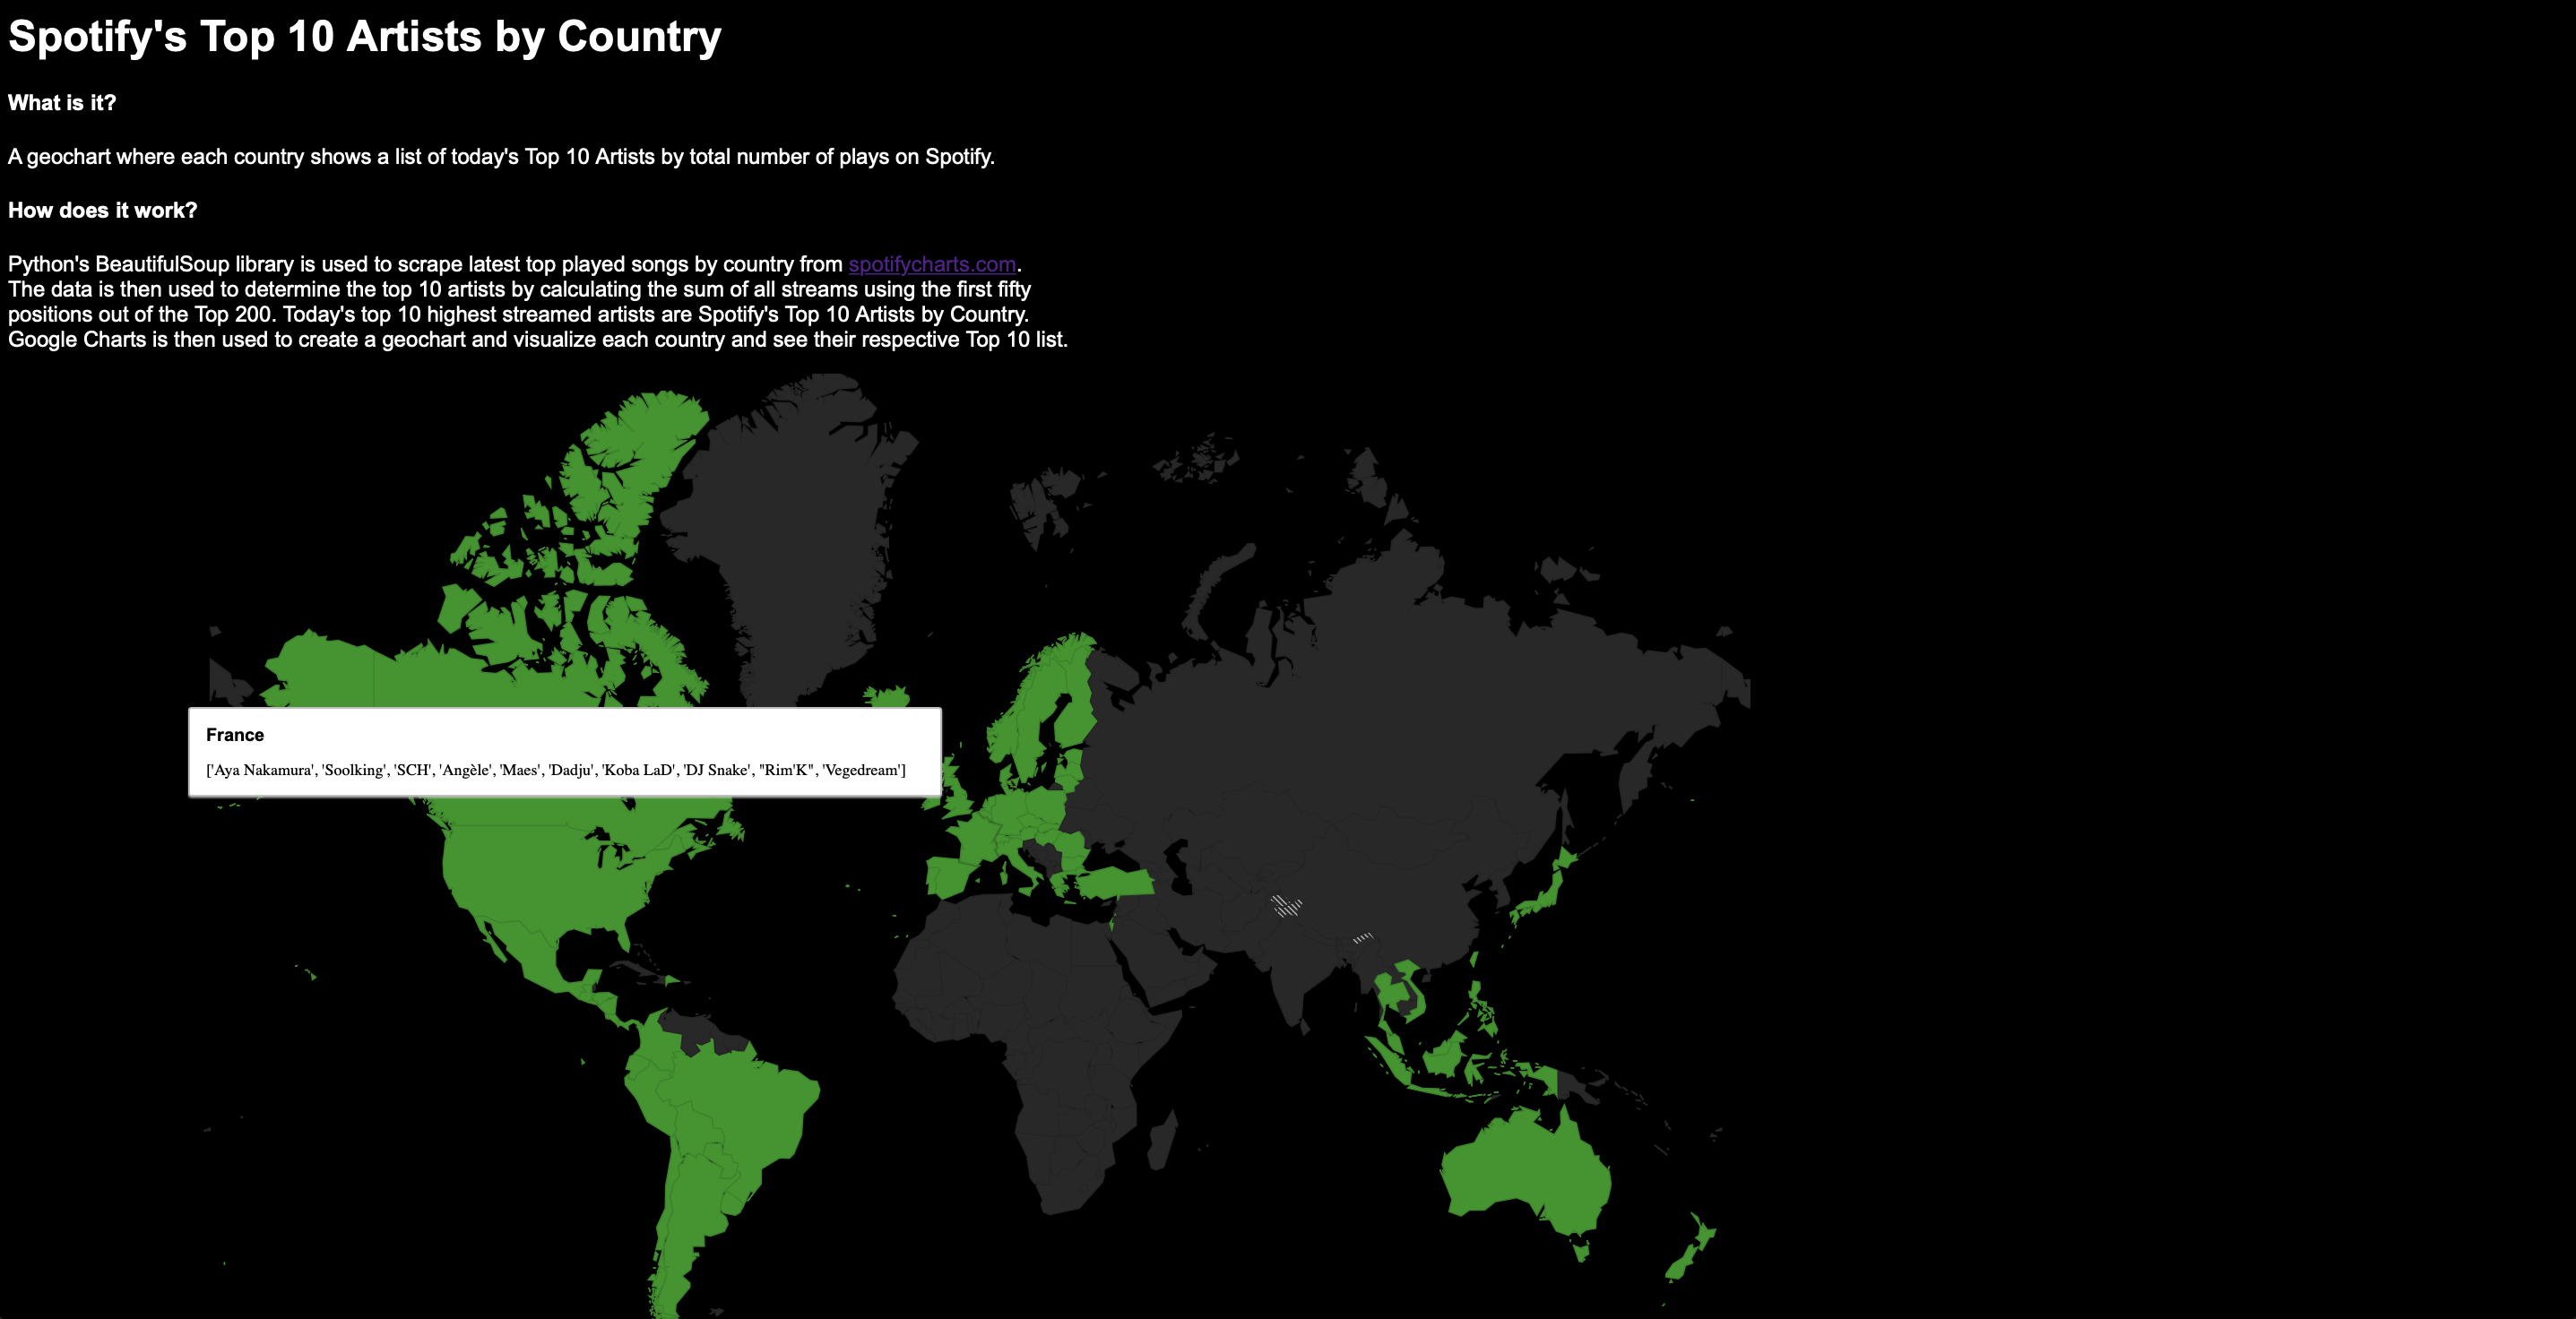 Spotify's Top 10 Artists by Country
What is it?
A geochart where each country shows a list of today's Top 10 Artists by total number of plays on Spotify.
How does it work?
Python's BeautifulSoup library is used to scrape latest top played songs by country from spotifycharts.com.
The data is then used to determine the top 10 artists by calculating the sum of all streams using the first fifty
positions out of the Top 200. Today's top 10 highest streamed artists are Spotify's Top 10 Artists by Country.
Google Charts is then used to create a geochart and visualize each country and see their respective Top 10 list.
France
['Aya Nakamura', 'Soolking', 'SCH', 'Angèle', 'Maes', 'Dadju', 'Koba LaD', 'DJ Snake', "Rim'K", 'Vegedream']